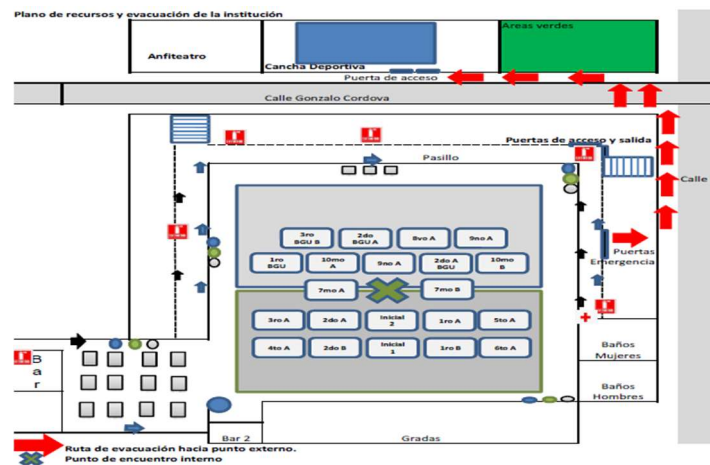 Plano de recursos y evacuación de la institución
Areas verdes
Anfiteatro
Cancha Deportiva
Puerta de acceso
Calle Gonzalo Cordova
Puertas de acceso y salida
Pasillo
Calle
3ro BGU B
2do BGU A
8vo A
9no A
1ro BGU
10mo A
9no A
2do A BGU
10mo B
Puertas Emergencia
7mo A
7mo B
3ro A
2do A
Inicial 2
1ro A
5to A
4to A
2do B
Inicial 1
1ro B
6to A
Baños Mujeres
Baños Hombres
Bar
Bar 2
Gradas
Ruta de evacuación hacia punto externo.
Punto de encuentro interno